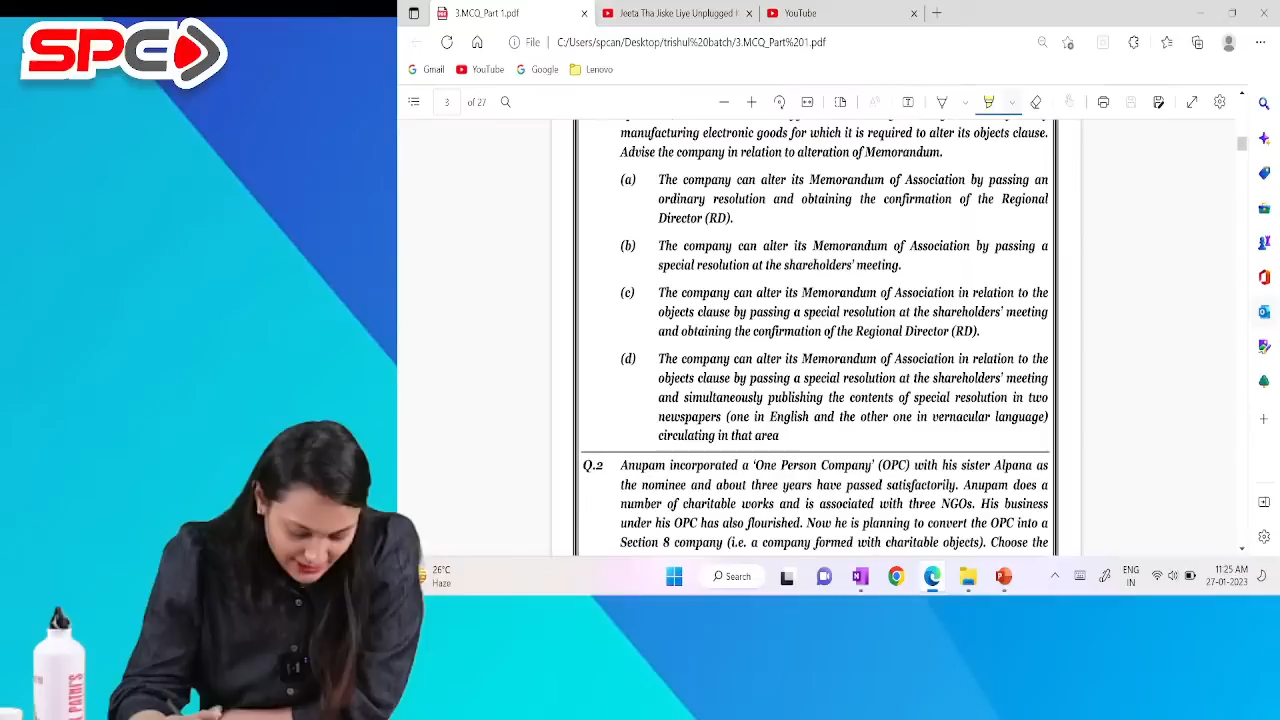 SPC
3.MCQ_Part 1.pdf
Jeeta Tha Jiske Liye Unplugged
YouTube
File
C:/Users/spcan/Desktop/trishul%20batch/3.MCQ_Part%201.pdf
Gmail
YouTube
Google
Lenovo
3
of 27
manufacturing electronic goods for which it is required to alter its objects clause.
Advise the company in relation to alteration of Memorandum.
(a) The company can alter its Memorandum of Association by passing an
ordinary resolution and obtaining the confirmation of the Regional
Director (RD).
(b) The company can alter its Memorandum of Association by passing a
special resolution at the shareholders' meeting.
(c) The company can alter its Memorandum of Association in relation to the
objects clause by passing a special resolution at the shareholders' meeting
and obtaining the confirmation of the Regional Director (RD).
(d) The company can alter its Memorandum of Association in relation to the
objects clause by passing a special resolution at the shareholders' meeting
and simultaneously publishing the contents of special resolution in two
newspapers (one in English and the other one in vernacular language)
circulating in that area
Q.2 Anupam incorporated a 'One Person Company' (OPC) with his sister Alpana as
the nominee and about three years have passed satisfactorily. Anupam does a
number of charitable works and is associated with three NGOs. His business
under his OPC has also flourished. Now he is planning to convert the OPC into a
Section 8 company (i.e. a company formed with charitable objects). Choose the
26°C
Haze
Search
ENG
IN
11:25 AM
27-01-2023